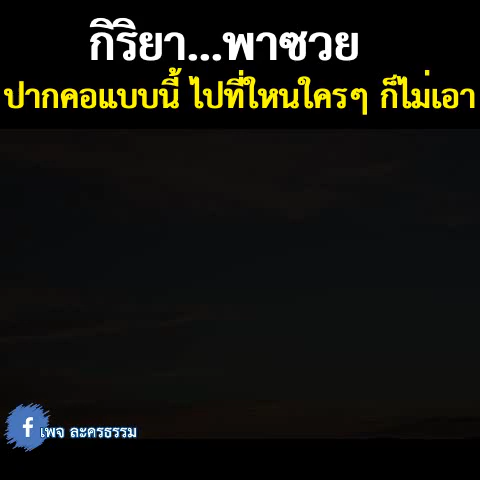 กิริยา...พาซวย
ปากคอแบบนี้ ไปที่ใหนใครๆ ก็ไม่เอา
f เพจ ละครธรรม